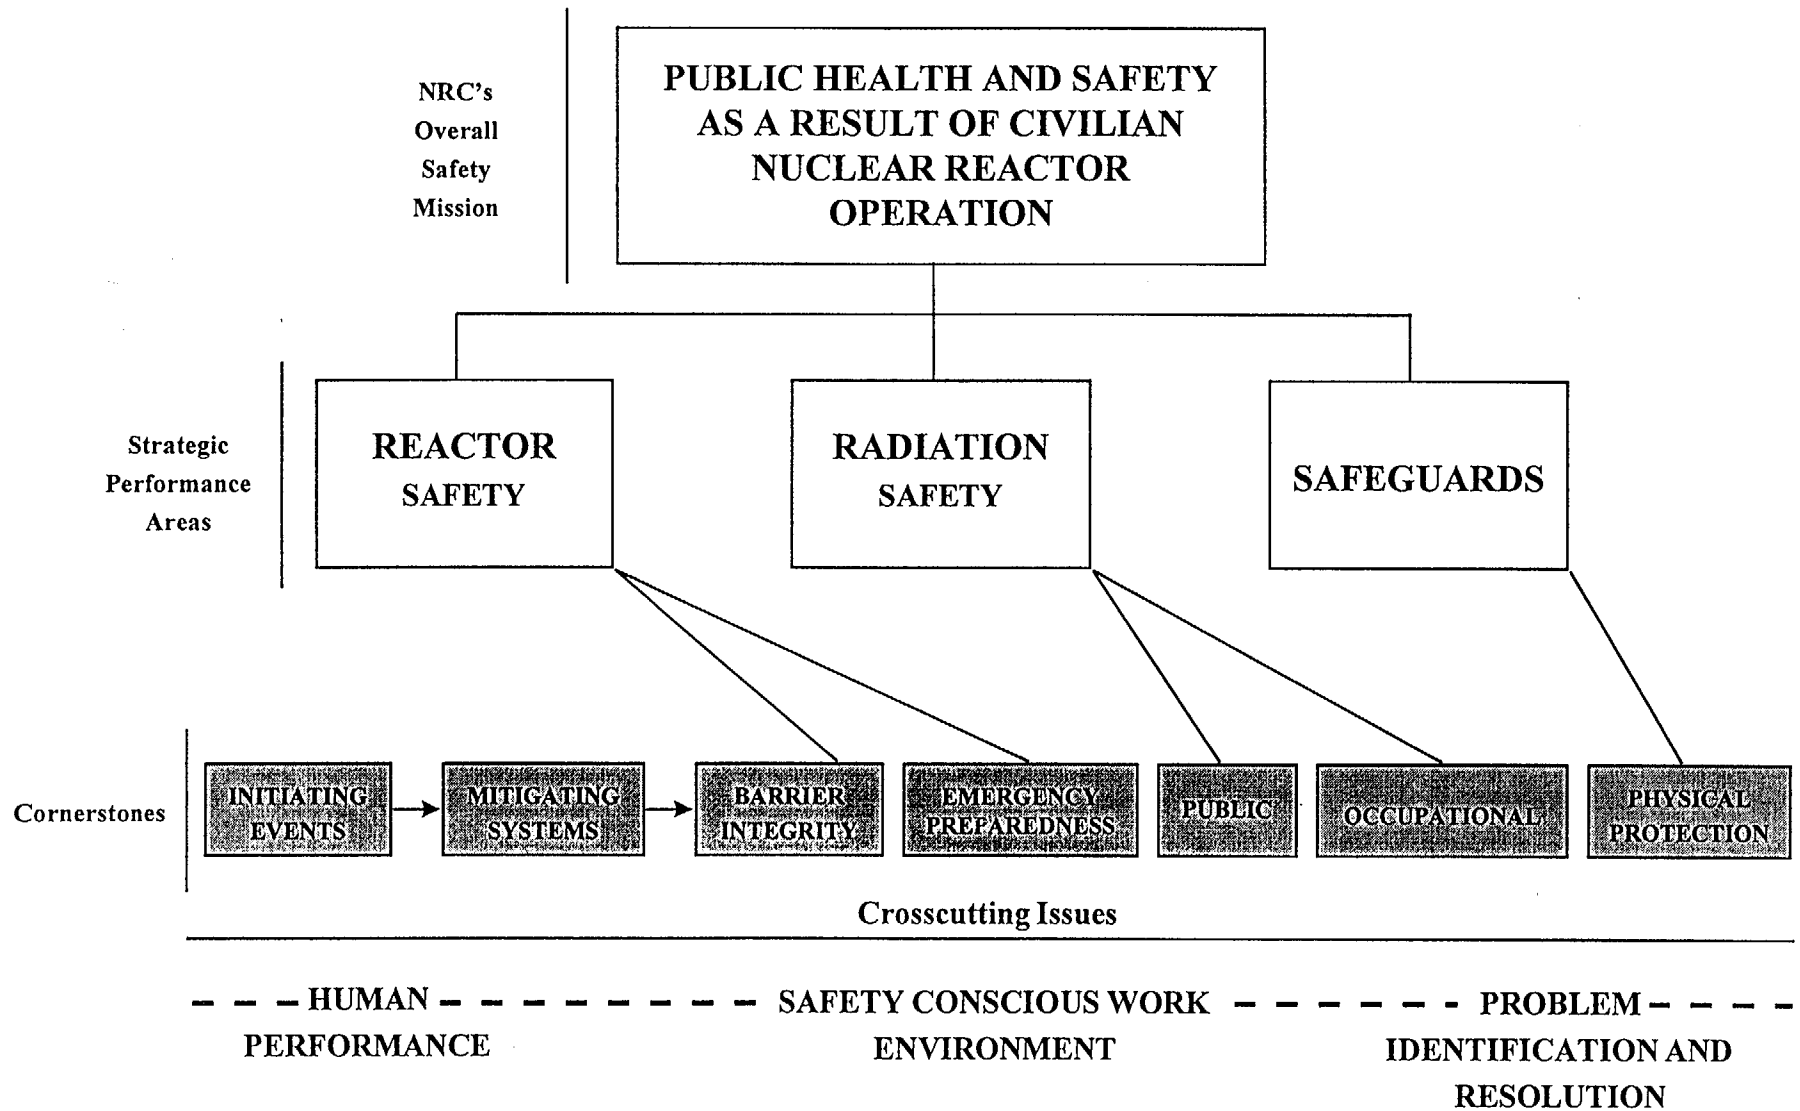 NRC's
Overall
Safety
Mission
PUBLIC HEALTH AND SAFETY
AS A RESULT OF CIVILIAN
NUCLEAR REACTOR
OPERATION
Strategic
Performance
Areas
REACTOR
SAFETY
RADIATION
SAFETY
SAFEGUARDS
Cornerstones
INITIATING
EVENTS
MITIGATING
SYSTEMS
BARRIER
INTEGRITY
EMERGENCY
PREPAREDNESS
PUBLIC
OCCUPATIONAL
PHYSICAL
PROTECTION
Crosscutting Issues
HUMAN
PERFORMANCE
SAFETY CONSCIOUS WORK
ENVIRONMENT
PROBLEM
IDENTIFICATION AND
RESOLUTION